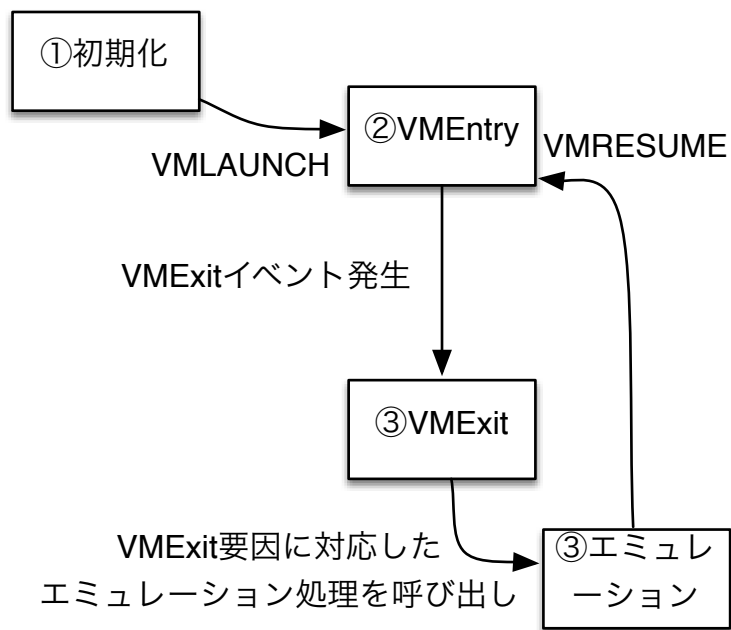 ①初期化
②VMEntry
VMRESUME
VMLAUNCH
VMExitイベント発生
③VMExit
VMExit要因に対応した
エミュレーション処理を呼び出し
③エミュレ
ーション